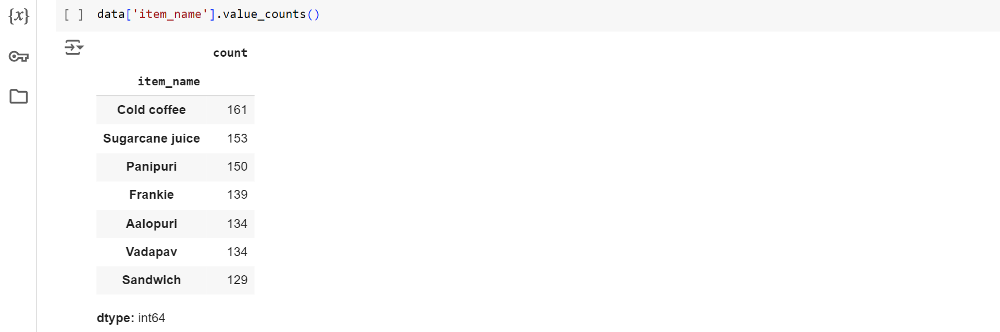 {x}
[ ] data['item_name'].value_counts()
count
item_name
Cold coffee 161
Sugarcane juice 153
Panipuri 150
Frankie 139
Aalopuri 134
Vadapav 134
Sandwich 129
dtype: int64